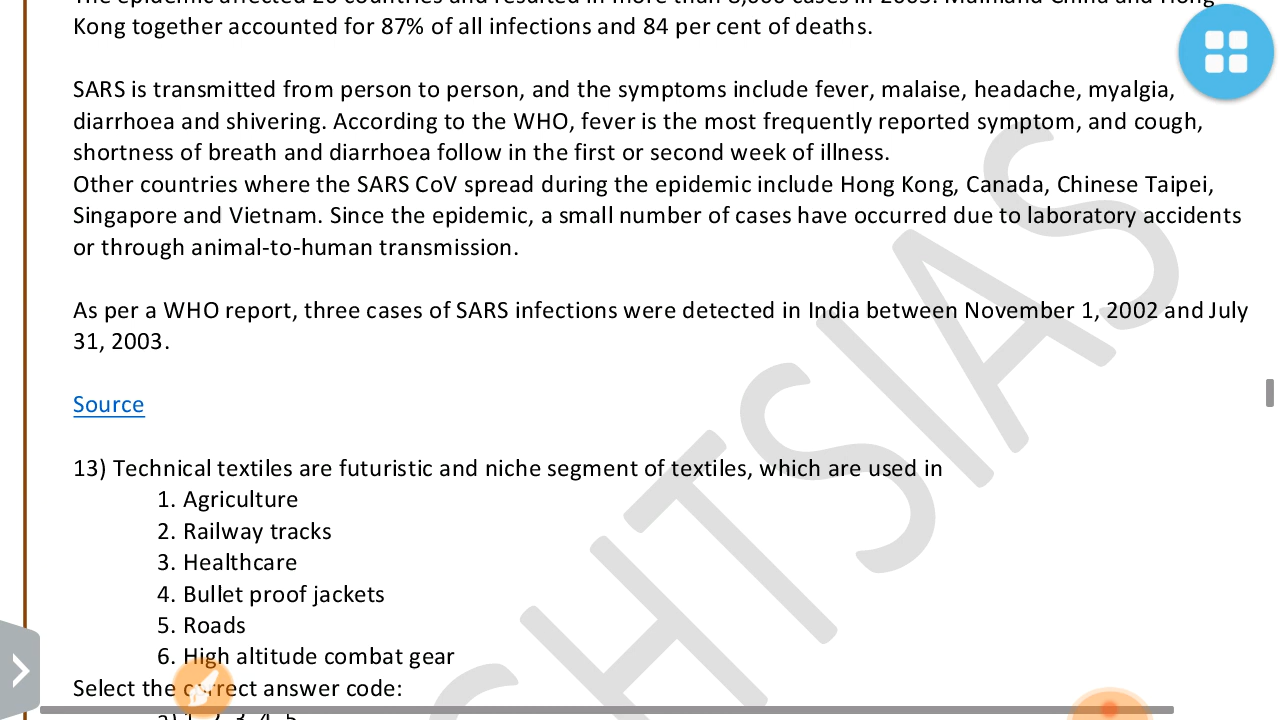 Kong together accounted for 87% of all infections and 84 per cent of deaths.
SARS is transmitted from person to person, and the symptoms include fever, malaise, headache, myalgia,
diarrhoea and shivering. According to the WHO, fever is the most frequently reported symptom, and cough,
shortness of breath and diarrhoea follow in the first or second week of illness.
Other countries where the SARS CoV spread during the epidemic include Hong Kong, Canada, Chinese Taipei,
Singapore and Vietnam. Since the epidemic, a small number of cases have occurred due to laboratory accidents
or through animal-to-human transmission.
As per a WHO report, three cases of SARS infections were detected in India between November 1, 2002 and July
31, 2003.
Source
13) Technical textiles are futuristic and niche segment of textiles, which are used in
1. Agriculture
2. Railway tracks
3. Healthcare
4. Bullet proof jackets
5. Roads
6. High altitude combat gear
Select the correct answer code:
HTSIAS